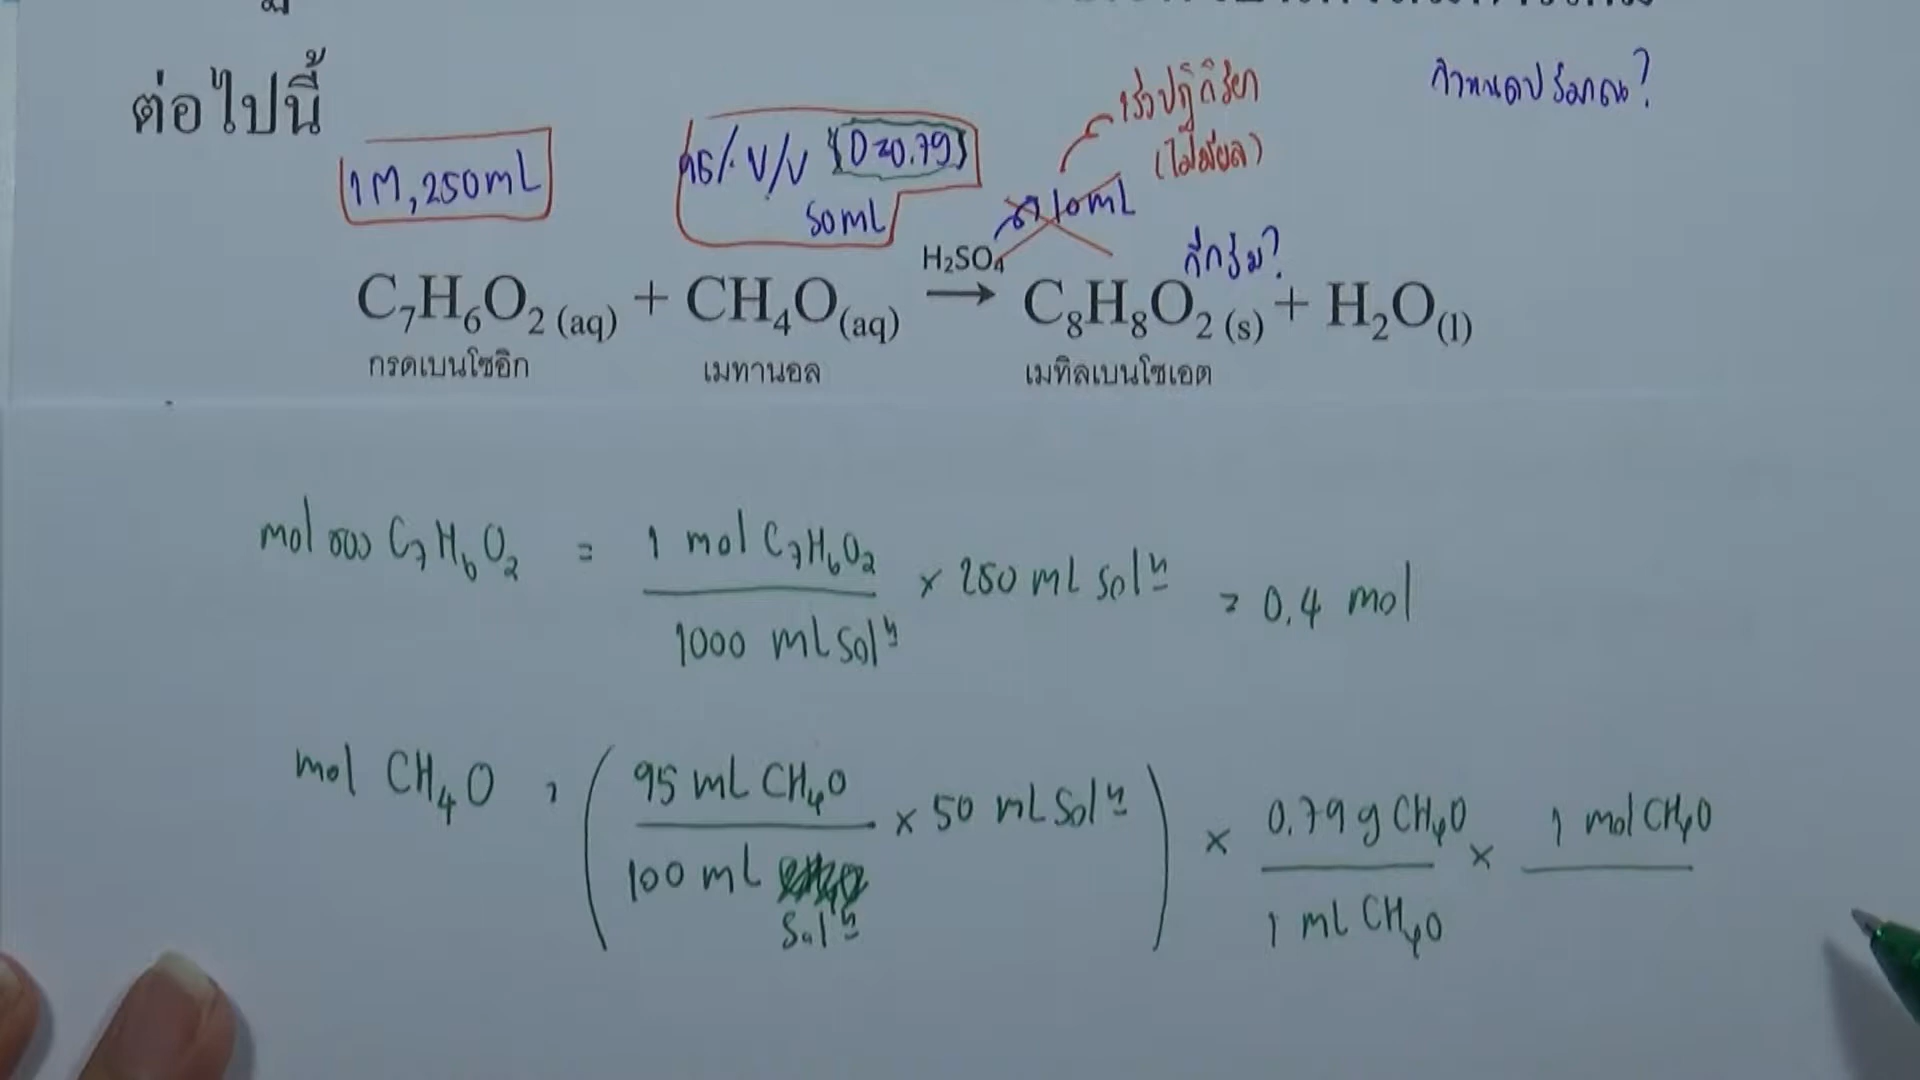 ต่อไปนี้
กำหนดปริมาณ?
เร่งปฏิกิริยา
(ไม่มีผล)
1M, 250mL
95% V/V (D=0.79)
50mL
10mL
H₂SO₄
กี่กรัม?
C₇H₆O₂ (aq) + CH₄O(aq) → C₈H₈O₂ (s) + H₂O(l)
กรดเบนโซอิก เมทานอล เมทิลเบนโซเอต
mol ของ C₇H₆O₂ = 1 mol C₇H₆O₂ × 250 mL solⁿ = 0.4 mol
1000 mL solⁿ
mol CH₄O = ( 95 mL CH₄O × 50 mL solⁿ ) × 0.79 g CH₄O × 1 mol CH₄O
100 mL solⁿ 1 mL CH₄O